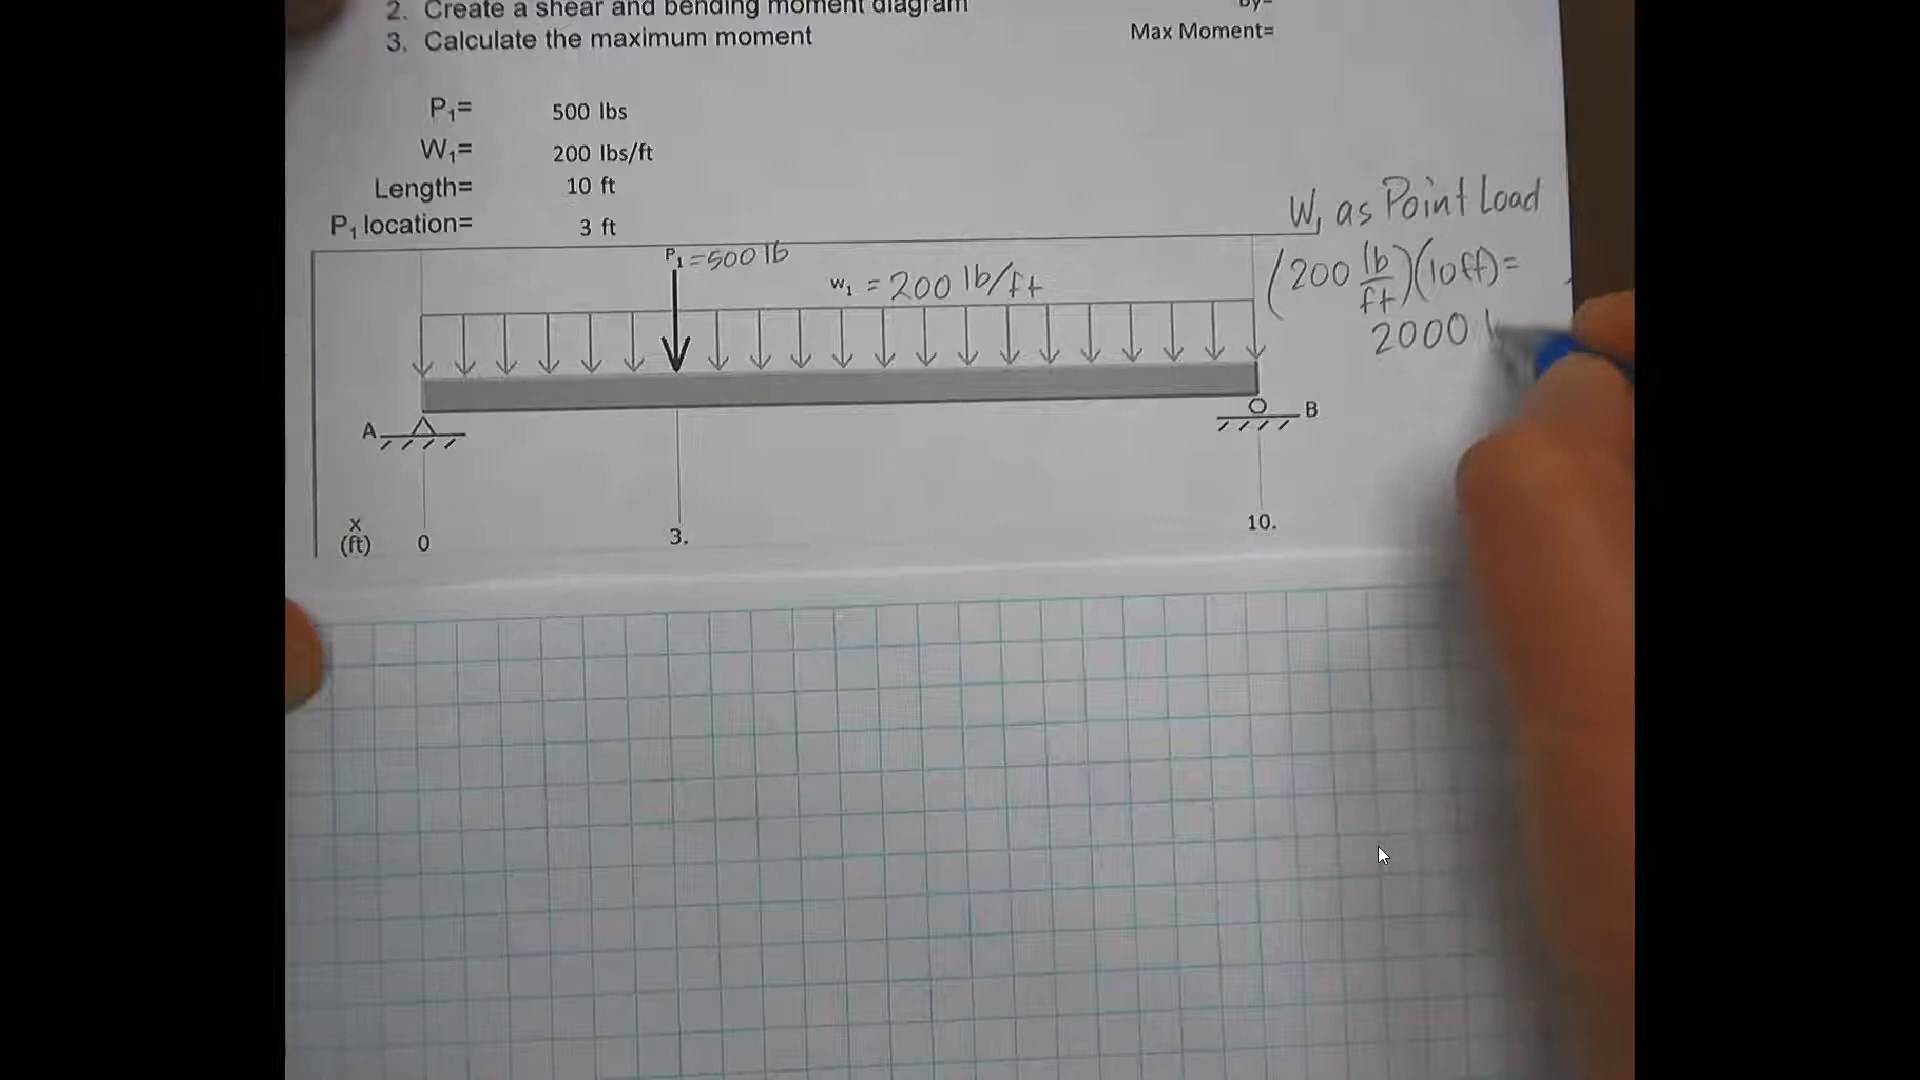 2. Create a shear and bending moment diagram
By=
3. Calculate the maximum moment
Max Moment=
P1= 500 lbs
W1= 200 lbs/ft
Length= 10 ft
P1 location= 3 ft
W1 as Point Load
(200 lb/ft)(10ft)=
2000
P1 =500 lb
w1 = 200 lb/ft
A
B
x
(ft)
0
3.
10.